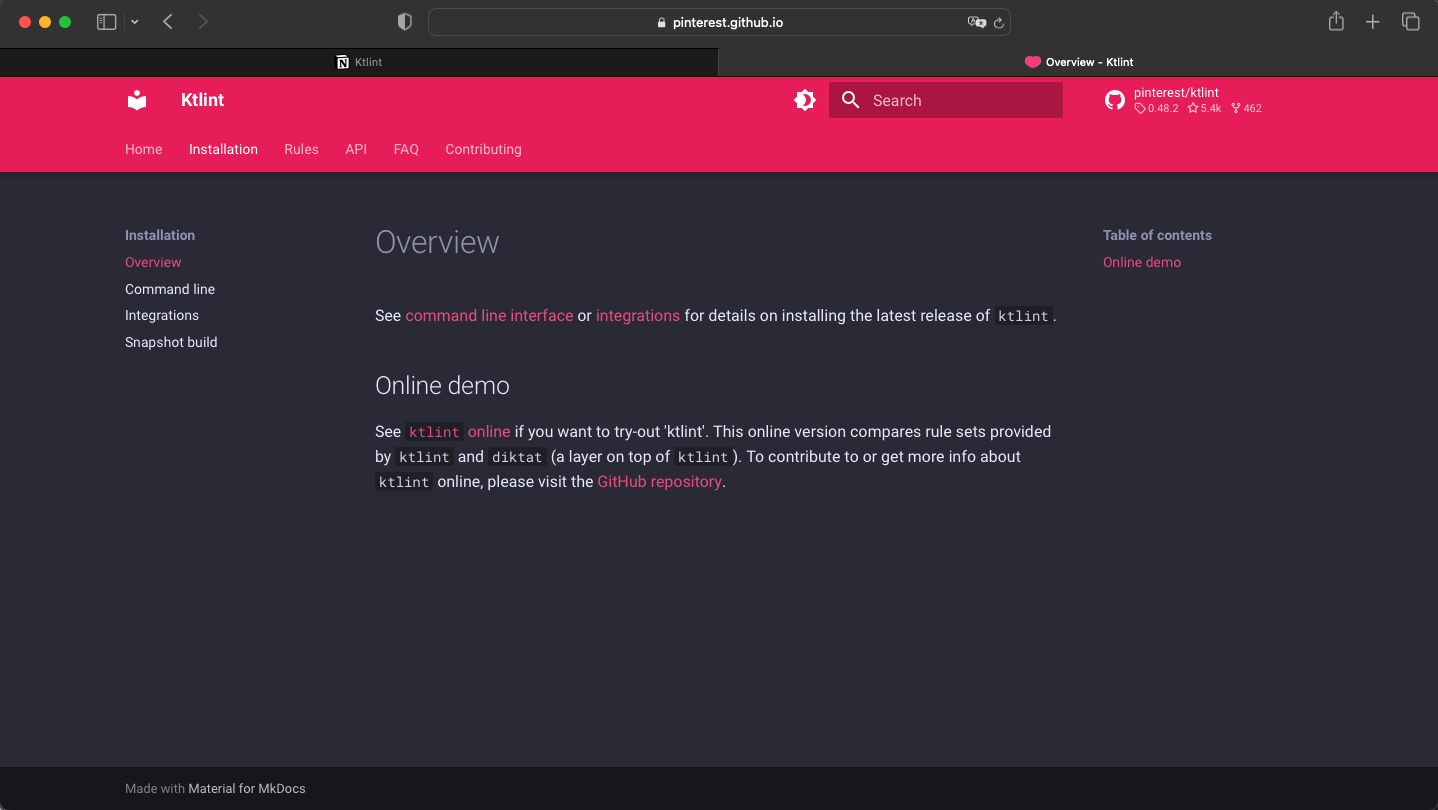 pinterest.github.io
Ktlint
Overview - Ktlint
Ktlint
Search
pinterest/ktlint
0.48.2 5.4k 462
Home Installation Rules API FAQ Contributing
Installation
Overview
Command line
Integrations
Snapshot build
Overview
See command line interface or integrations for details on installing the latest release of ktlint.
Online demo
See ktlint online if you want to try-out 'ktlint'. This online version compares rule sets provided
by ktlint and diktat (a layer on top of ktlint). To contribute to or get more info about
ktlint online, please visit the GitHub repository.
Table of contents
Online demo
Made with Material for MkDocs